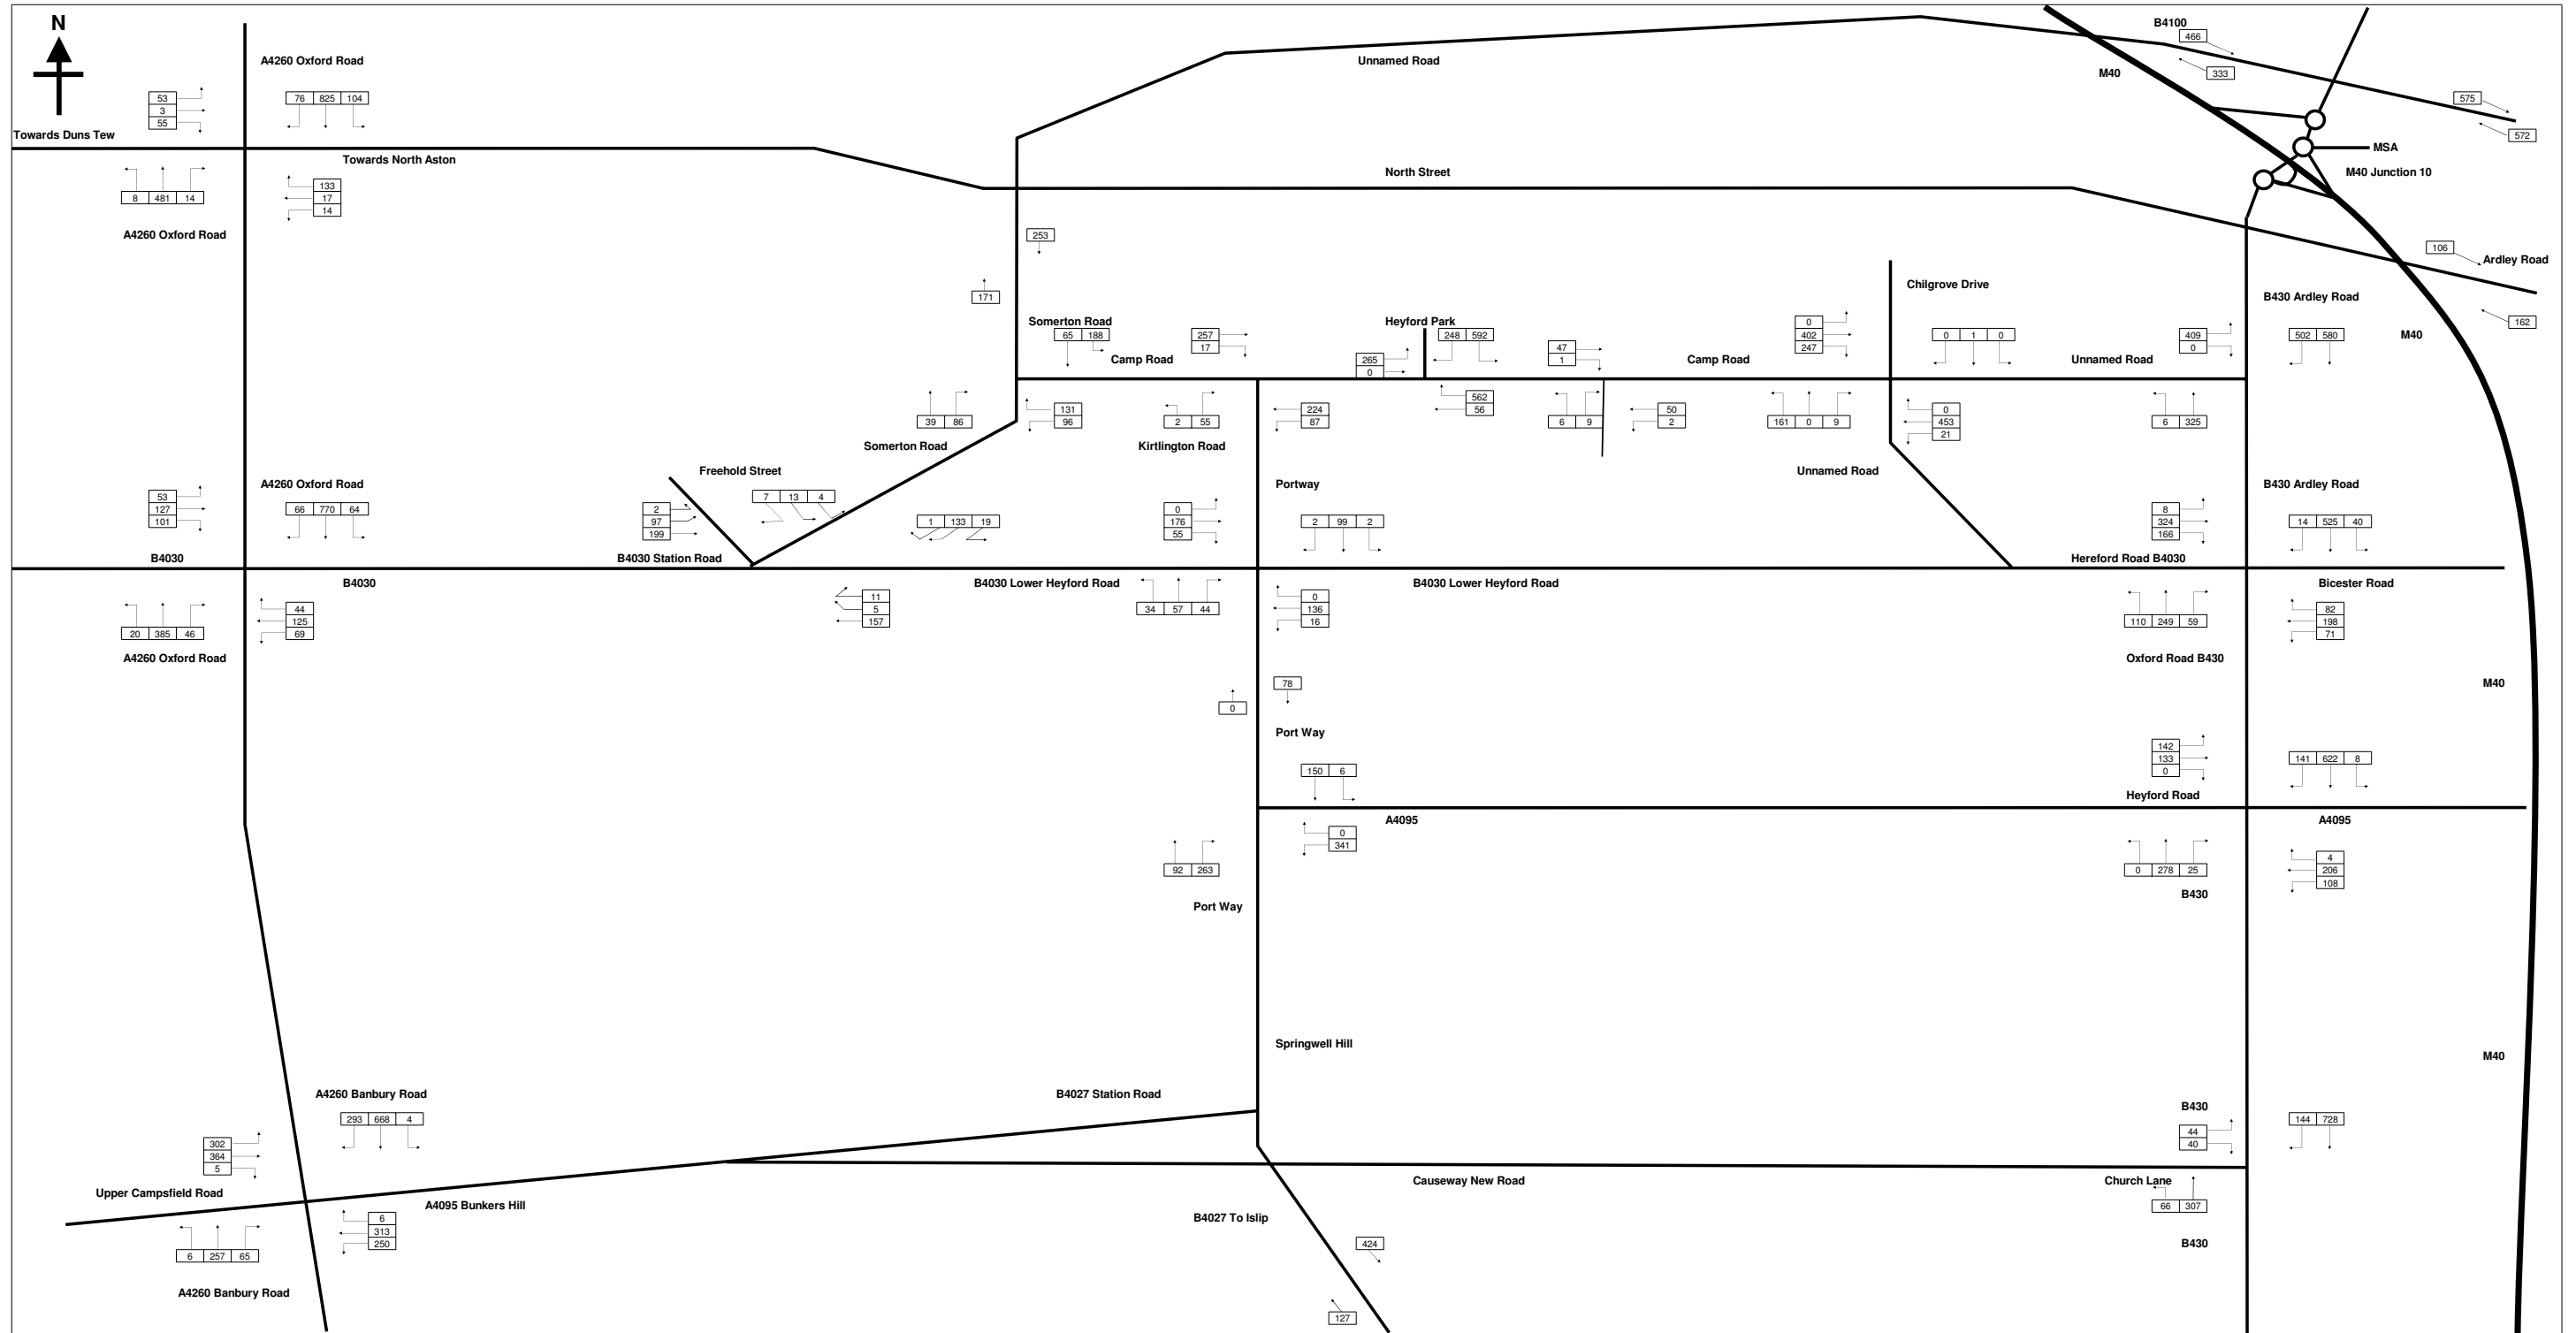 N
B4100
466
A4260 Oxford Road
Unnamed Road
M40
333
53
3
55
76 825 104
575
572
Towards Duns Tew
Towards North Aston
MSA
M40 Junction 10
North Street
8 481 14
133
17
14
A4260 Oxford Road
253
106
Ardley Road
171
Chilgrove Drive
B430 Ardley Road
Somerton Road
65 188
257
17
Camp Road
Heyford Park
248 592
265
0
47
1
Camp Road
0
402
247
0 1 0
Unnamed Road
409
0
502 580
M40
162
39 86
131
96
2 55
224
87
562
56
6 9
50
2
161 0 9
0
453
21
6 325
Somerton Road
Kirtlington Road
Freehold Street
Unnamed Road
A4260 Oxford Road
Portway
B430 Ardley Road
53
127
101
66 770 64
2
97
199
7 13 4
1 133 19
0
176
55
2 99 2
8
324
166
14 525 40
B4030
B4030 Station Road
Hereford Road B4030
B4030
B4030 Lower Heyford Road
B4030 Lower Heyford Road
Bicester Road
20 385 46
44
125
69
11
5
157
34 57 44
0
136
16
110 249 59
82
198
71
A4260 Oxford Road
Oxford Road B430
78
0
M40
Port Way
142
133
0
150 6
141 622 8
Heyford Road
A4095
A4095
0
341
92 263
0 278 25
4
206
108
B430
Port Way
Springwell Hill
M40
A4260 Banbury Road
B4027 Station Road
B430
293 668 4
44
40
144 728
302
364
5
Upper Campsfield Road
A4095 Bunkers Hill
Causeway New Road
Church Lane
66 307
6
313
250
B4027 To Islip
6 257 65
424
B430
A4260 Banbury Road
127